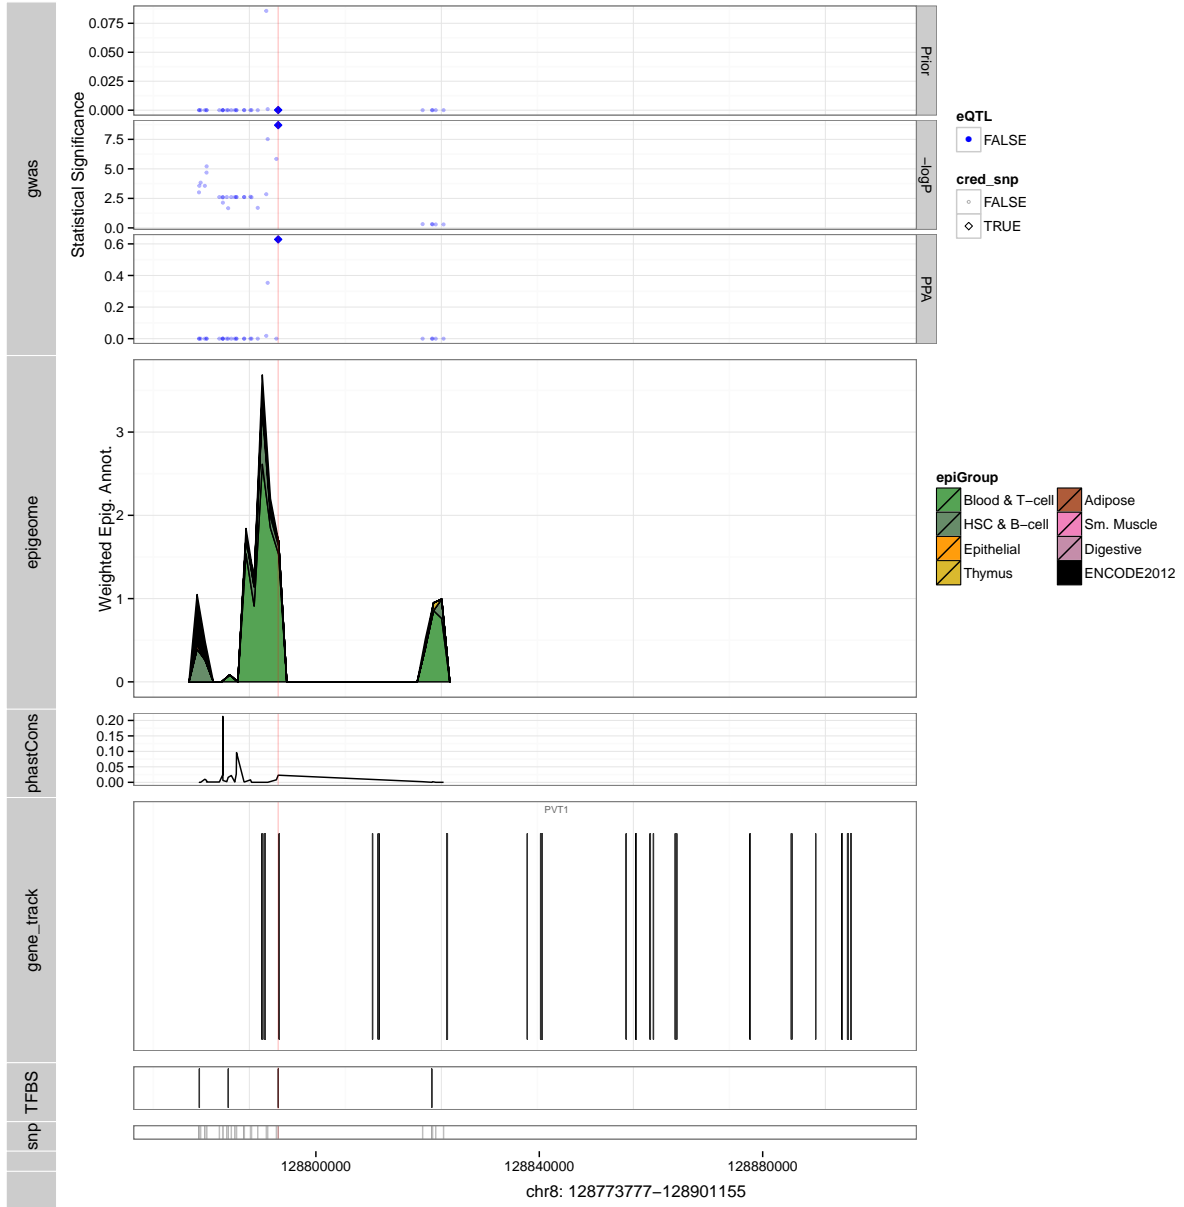 gwas
Statistical Significance
0.075
0.050
0.025
0.000
Prior
7.5
5.0
2.5
0.0
−logP
0.6
0.4
0.2
0.0
PPA
eQTL
FALSE
cred_snp
FALSE
TRUE
epigeome
Weighted Epig. Annot.
3
2
1
0
epiGroup
Blood & T−cell
HSC & B−cell
Epithelial
Thymus
Adipose
Sm. Muscle
Digestive
ENCODE2012
phastCons
0.20
0.15
0.10
0.05
0.00
gene_track
PVT1
TFBS
snp
128800000
128840000
128880000
chr8: 128773777−128901155